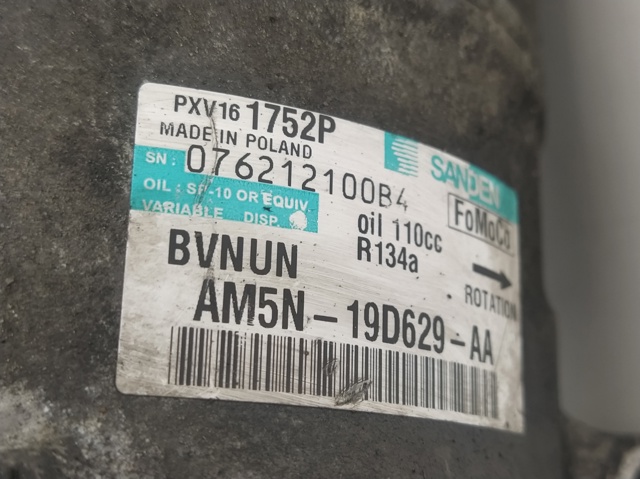 PXV16 1752P
MADE IN POLAND
SANDEN
SN: 076212100B4
OIL: SP-10 OR EQUIV.
VARIABLE DISP.
oil 110cc
FoMoCo
BVNUN
R134a
ROTATION
AM5N-19D629-AA